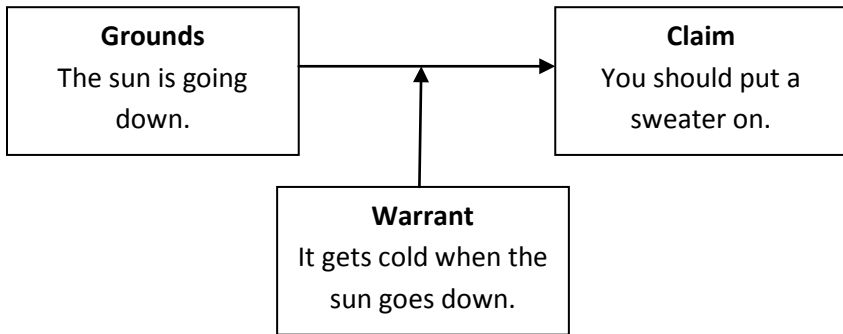 Grounds
The sun is going
down.
Claim
You should put a
sweater on.
Warrant
It gets cold when the
sun goes down.